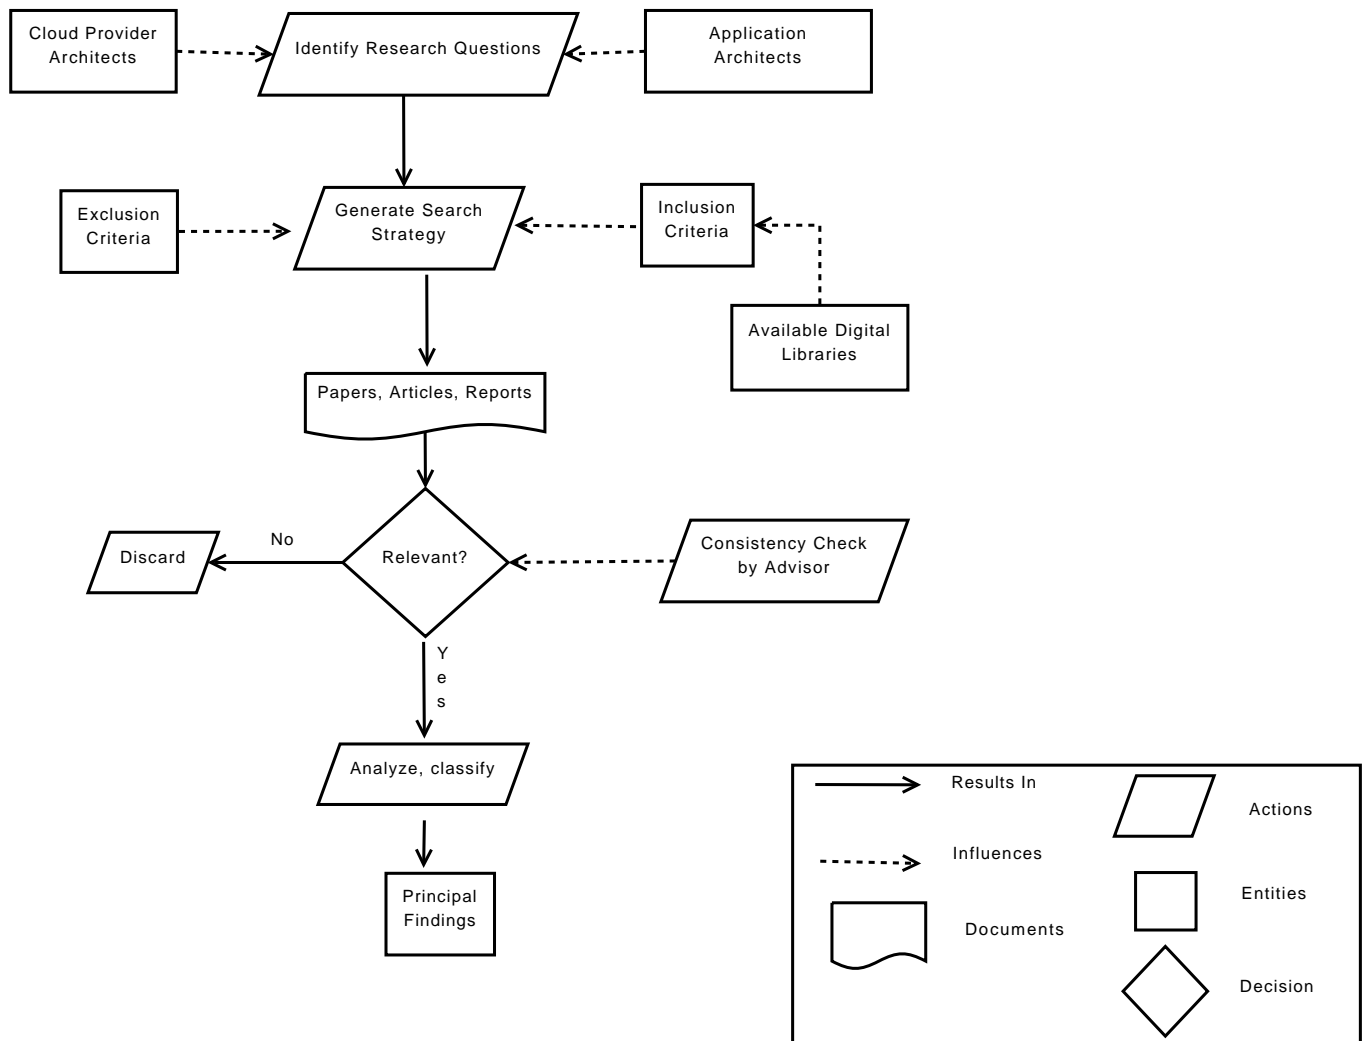 Cloud Provider
Architects
Identify Research Questions
Application
Architects
Exclusion
Criteria
Generate Search
Strategy
Inclusion
Criteria
Available Digital
Libraries
Papers, Articles, Reports
No
Discard
Relevant?
Consistency Check
by Advisor
Y
e
s
Analyze, classify
Principal
Findings
Results In
Actions
Influences
Entities
Documents
Decision